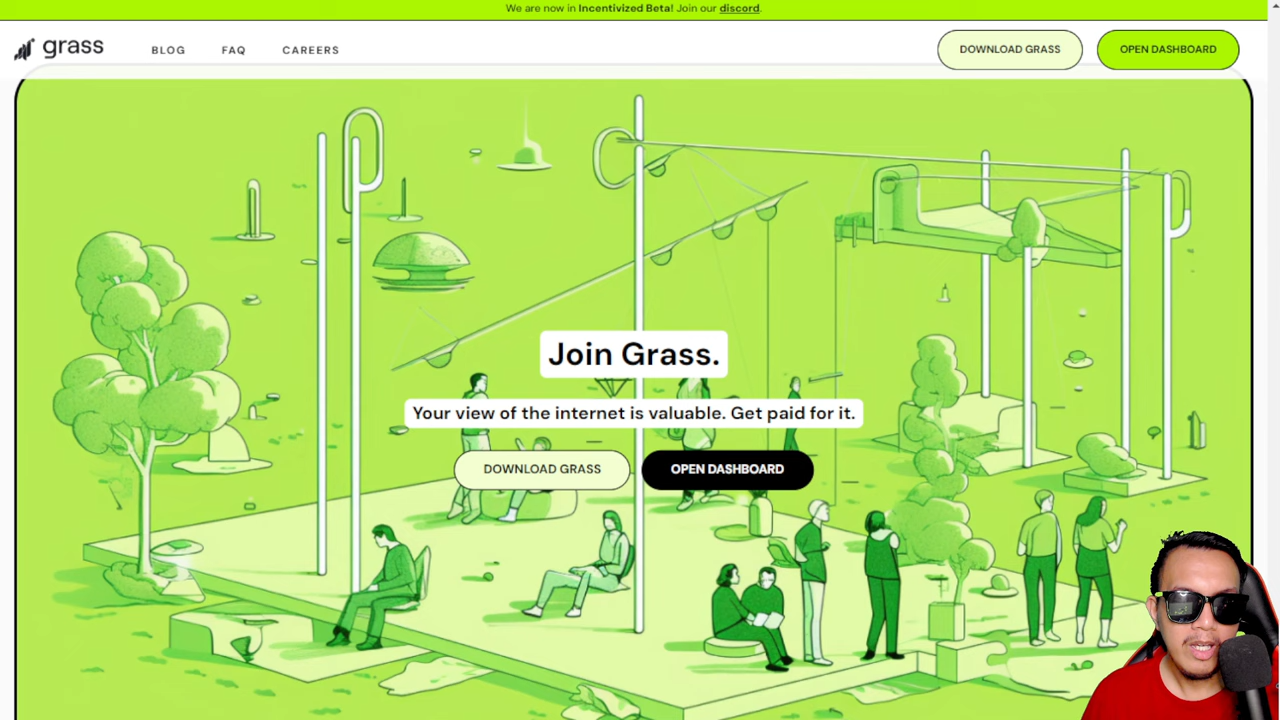 We are now in Incentivized Beta! Join our discord.
grass
BLOG FAQ CAREERS
DOWNLOAD GRASS
OPEN DASHBOARD
Join Grass.
Your view of the internet is valuable. Get paid for it.
DOWNLOAD GRASS
OPEN DASHBOARD